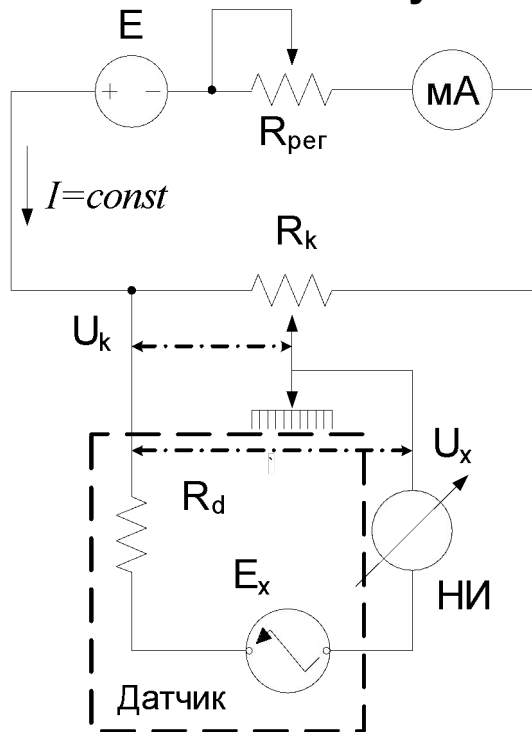 E
+ −
Rрег
мА
I=const
Rk
Uk
Ux
Rd
Ex
НИ
Датчик